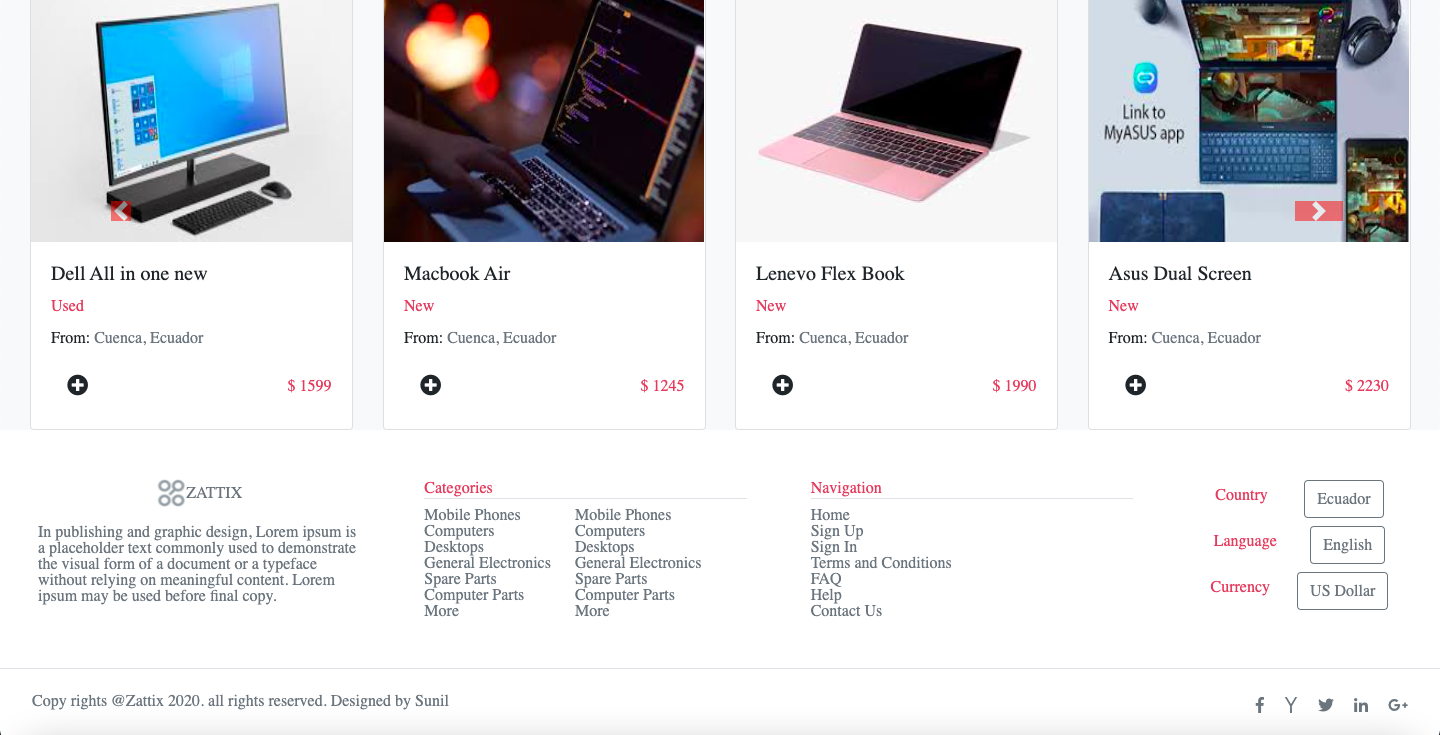 Link to
MyASUS app
Dell All in one new
Used
From: Cuenca, Ecuador
$ 1599
Macbook Air
New
From: Cuenca, Ecuador
$ 1245
Lenevo Flex Book
New
From: Cuenca, Ecuador
$ 1990
Asus Dual Screen
New
From: Cuenca, Ecuador
$ 2230
ZATTIX
In publishing and graphic design, Lorem ipsum is
a placeholder text commonly used to demonstrate
the visual form of a document or a typeface
without relying on meaningful content. Lorem
ipsum may be used before final copy.
Categories
Mobile Phones
Computers
Desktops
General Electronics
Spare Parts
Computer Parts
More
Mobile Phones
Computers
Desktops
General Electronics
Spare Parts
Computer Parts
More
Navigation
Home
Sign Up
Sign In
Terms and Conditions
FAQ
Help
Contact Us
Country Ecuador
Language English
Currency US Dollar
Copy rights @Zattix 2020. all rights reserved. Designed by Sunil